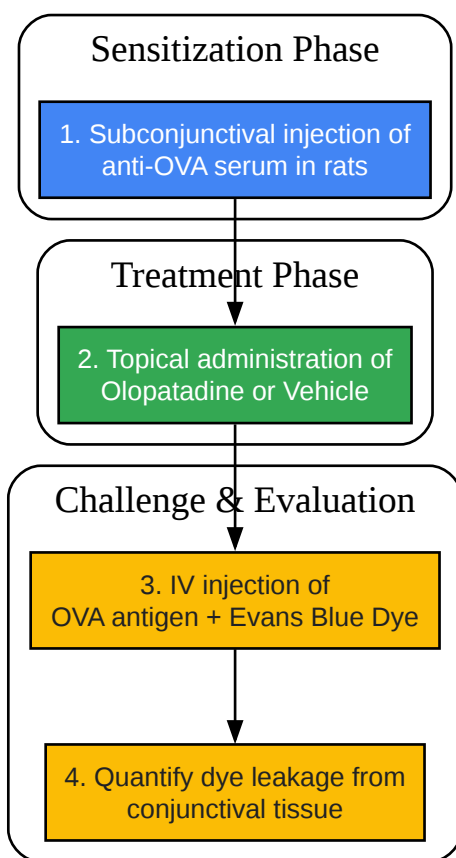 Sensitization Phase
1. Subconjunctival injection of
anti-OVA serum in rats
Treatment Phase
2. Topical administration of
Olopatadine or Vehicle
Challenge & Evaluation
3. IV injection of
OVA antigen + Evans Blue Dye
4. Quantify dye leakage from
conjunctival tissue